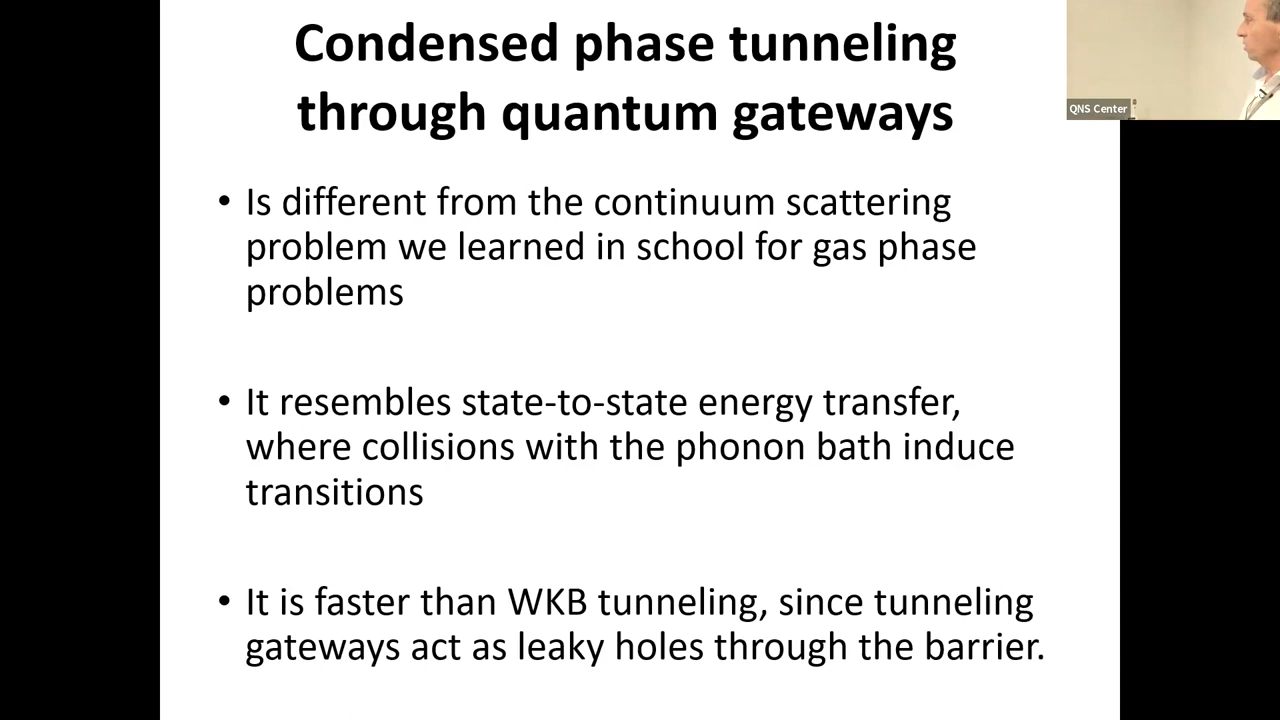 Condensed phase tunneling
through quantum gateways
QNS Center
• Is different from the continuum scattering
problem we learned in school for gas phase
problems
• It resembles state-to-state energy transfer,
where collisions with the phonon bath induce
transitions
• It is faster than WKB tunneling, since tunneling
gateways act as leaky holes through the barrier.